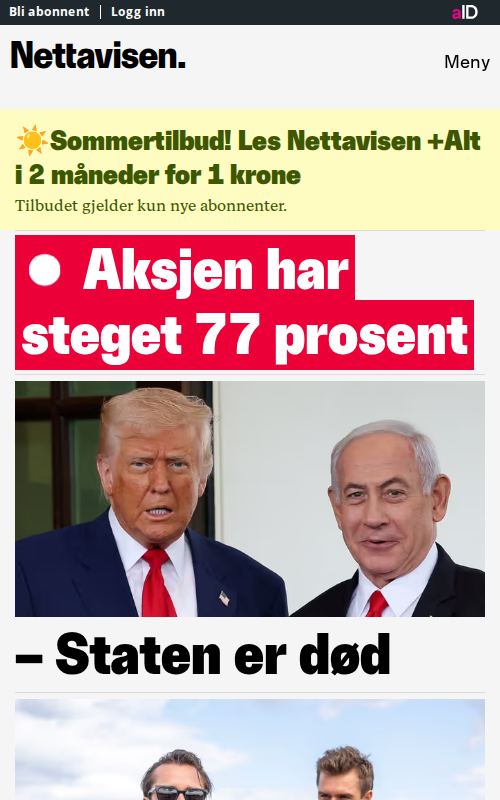 Bli abonnent | Logg inn
aID
Nettavisen.
Meny
☀️Sommertilbud! Les Nettavisen +Alt
i 2 måneder for 1 krone
Tilbudet gjelder kun nye abonnenter.
Aksjen har
steget 77 prosent
– Staten er død